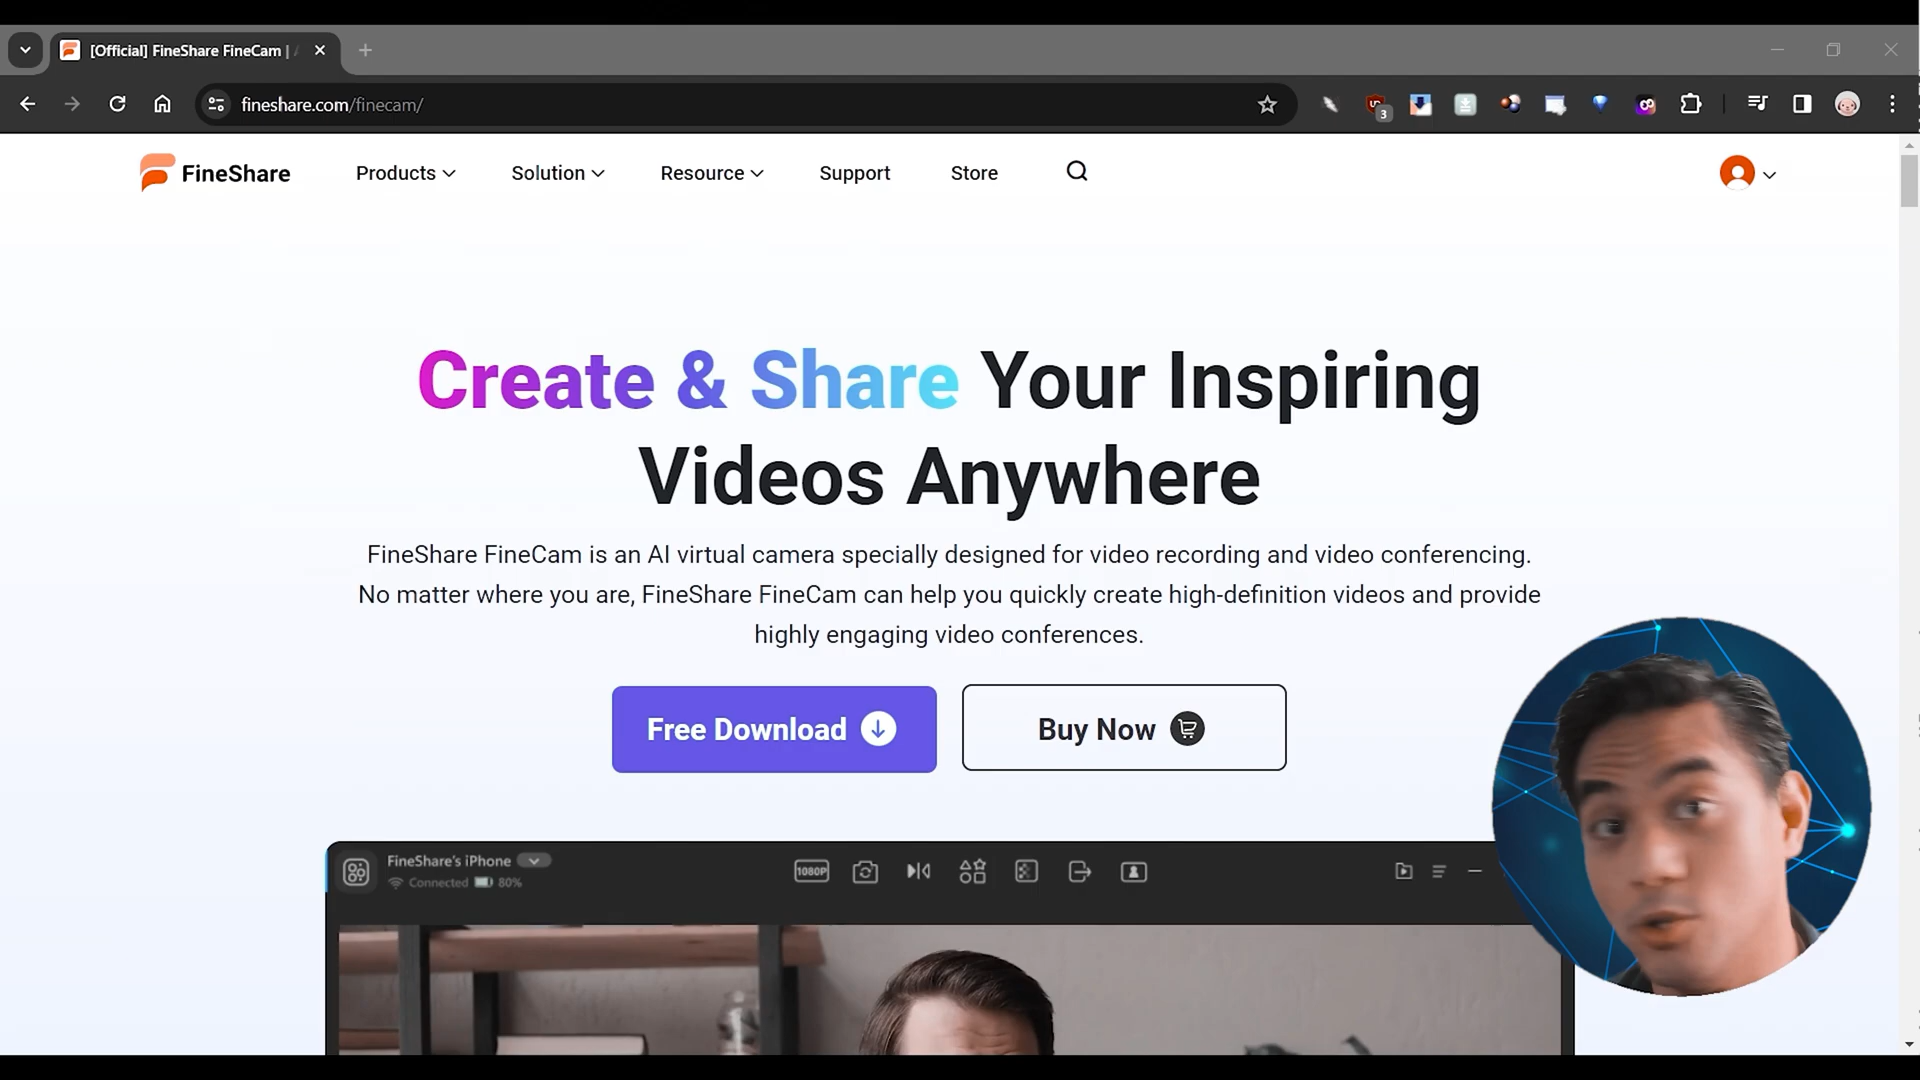 [Official] FineShare FineCam |
fineshare.com/finecam/
3
FineShare
Products
Solution
Resource
Support
Store
Create & Share Your Inspiring
Videos Anywhere
FineShare FineCam is an AI virtual camera specially designed for video recording and video conferencing.
No matter where you are, FineShare FineCam can help you quickly create high-definition videos and provide
highly engaging video conferences.
Free Download
Buy Now
FineShare's iPhone
Connected 80%
1080P